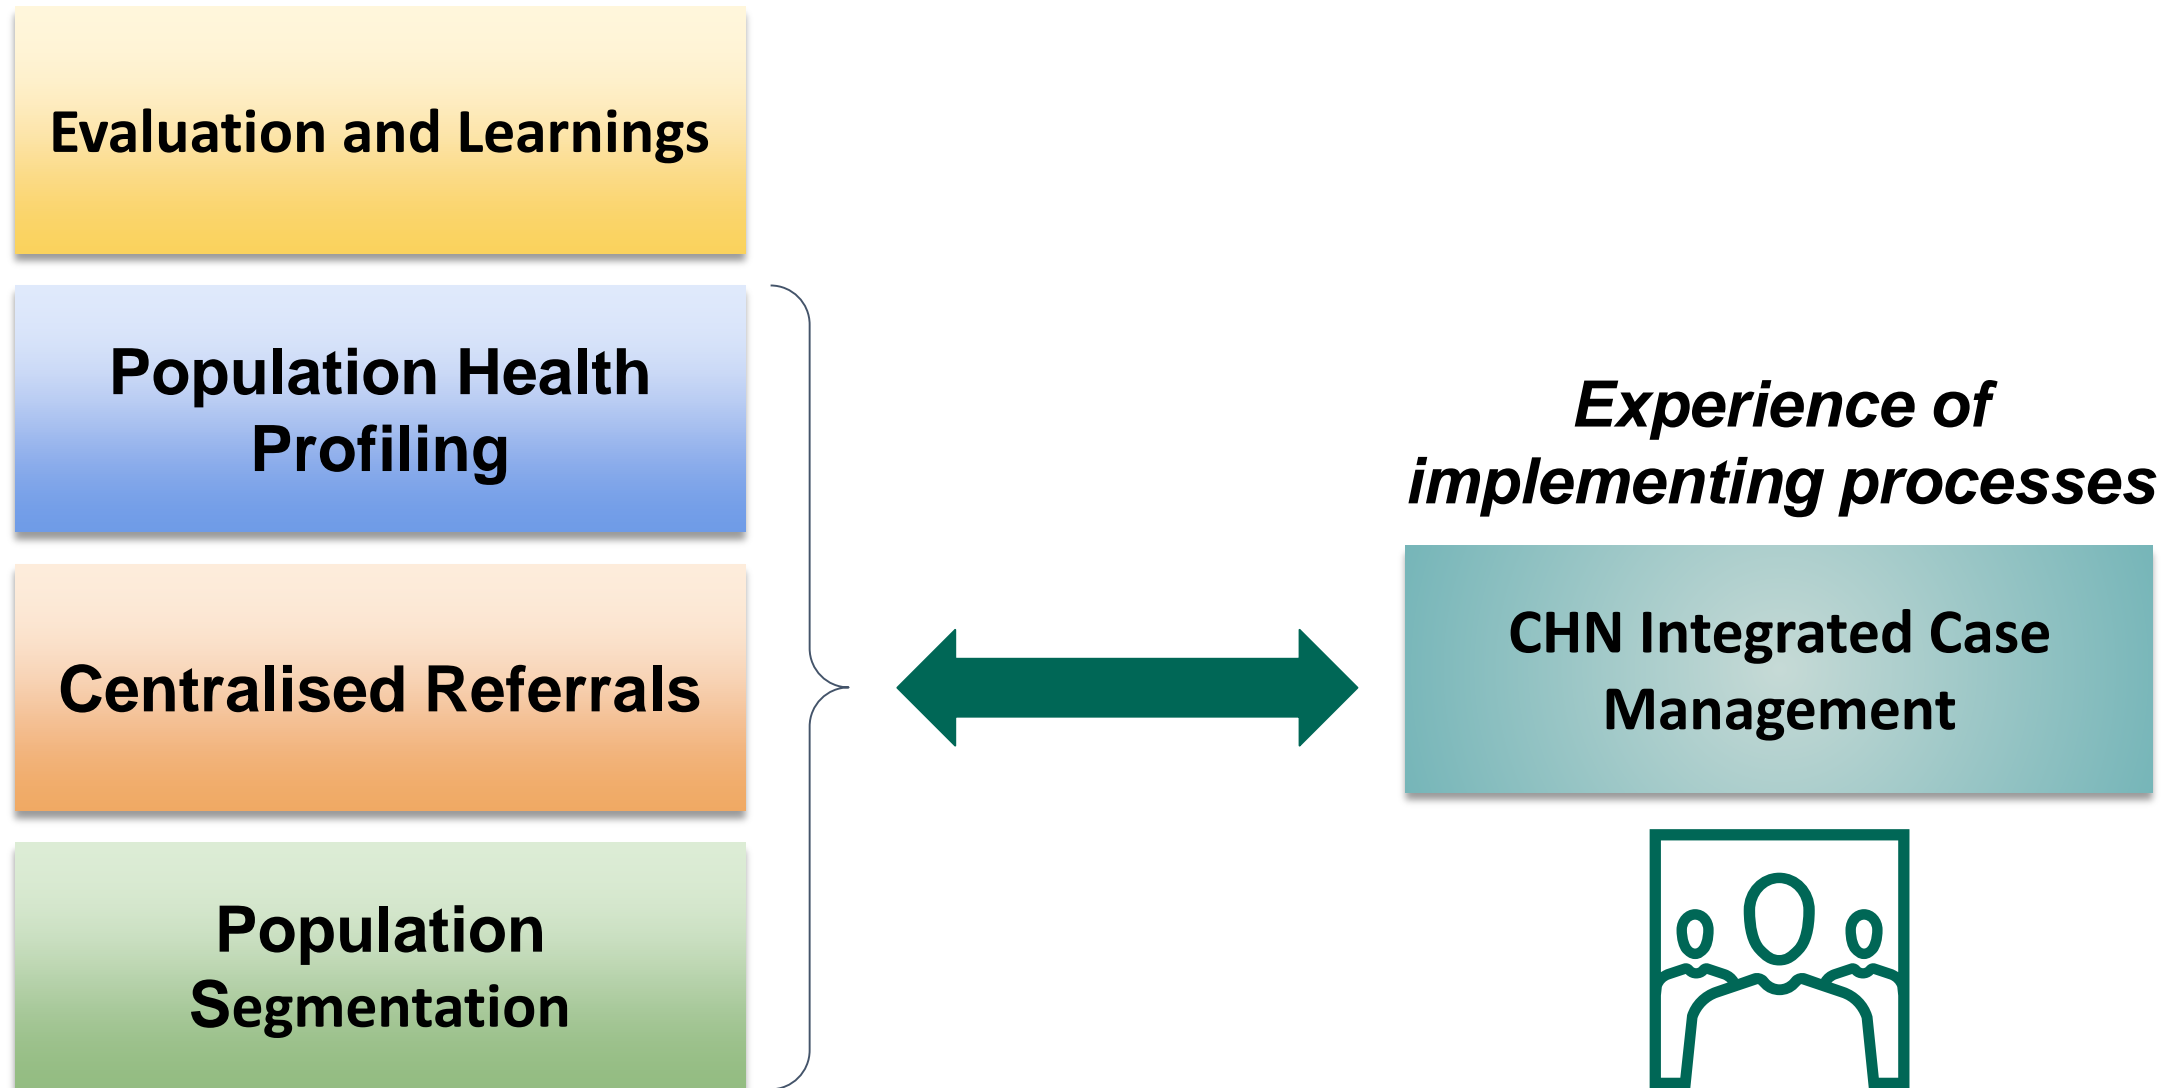 Evaluation and Learnings
Population Health
Profiling
Centralised Referrals
Population
Segmentation
Experience of
implementing processes
CHN Integrated Case
Management